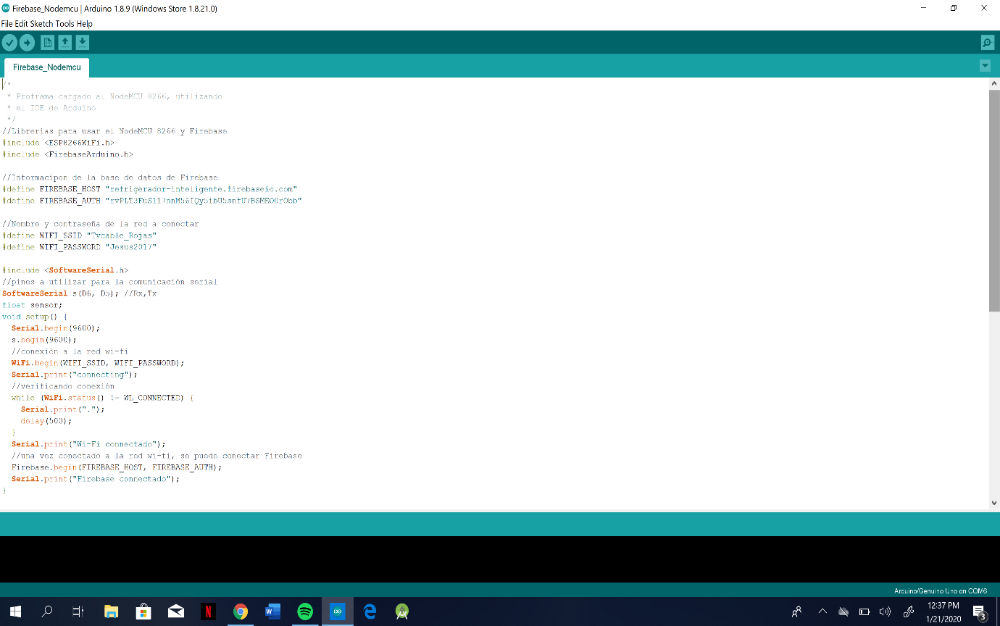 Firebase_Nodemcu | Arduino 1.8.9 (Windows Store 1.8.21.0)
File Edit Sketch Tools Help
Firebase_Nodemcu
/*
* Protrama cargado al NodeMCU 8266, utilizando
* el IDE de Arduino
*/
//Librerías para usar el NodeMCU 8266 y Firebase
#include <ESP8266WiFi.h>
#include <FirebaseArduino.h>
//Informacipon de la base de datos de Firebase
#define FIREBASE_HOST "refrigerador-inteligente.firebaseio.com"
#define FIREBASE_AUTH
//Nombre y contraseña de la red a conectar
#define WIFI_SSID "Tvcable_Rojas"
#define WIFI_PASSWORD "Jesus2017"
#include <SoftwareSerial.h>
//pines a utilizar para la comunicación serial
SoftwareSerial s(D6, D5); //Rx,Tx
float sensor;
void setup() {
Serial.begin(9600);
s.begin(9600);
//conexión a la red wi-fi
WiFi.begin(WIFI_SSID, WIFI_PASSWORD);
Serial.print("connecting");
//verificando conexión
while (WiFi.status() != WL_CONNECTED) {
Serial.print(".");
delay(500);
}
Serial.print("Wi-Fi connectado");
//una vez conectado a la red wi-fi, se puede conectar Firebase
Firebase.begin(FIREBASE_HOST, FIREBASE_AUTH);
Serial.print("Firebase connectado");
}
Arduino/Genuino Uno on COM6
12:37 PM
1/21/2020
3